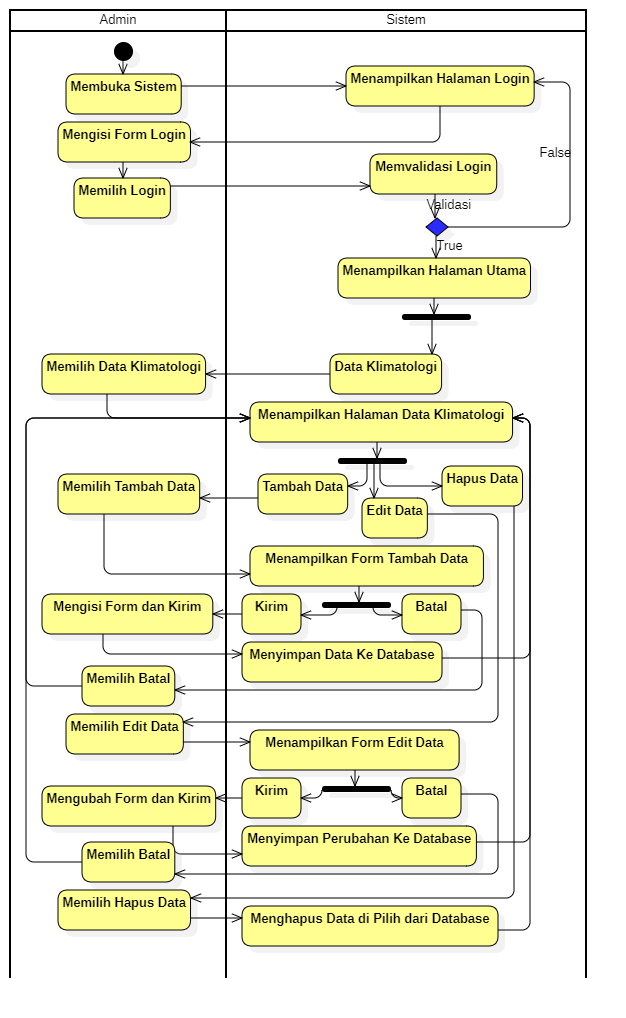 Admin
Sistem
Membuka Sistem
Menampilkan Halaman Login
Mengisi Form Login
False
Memvalidasi Login
Memilih Login
Validasi
True
Menampilkan Halaman Utama
Memilih Data Klimatologi
Data Klimatologi
Menampilkan Halaman Data Klimatologi
Hapus Data
Memilih Tambah Data
Tambah Data
Edit Data
Menampilkan Form Tambah Data
Mengisi Form dan Kirim
Kirim
Batal
Menyimpan Data Ke Database
Memilih Batal
Memilih Edit Data
Menampilkan Form Edit Data
Mengubah Form dan Kirim
Kirim
Batal
Menyimpan Perubahan Ke Database
Memilih Batal
Memilih Hapus Data
Menghapus Data di Pilih dari Database